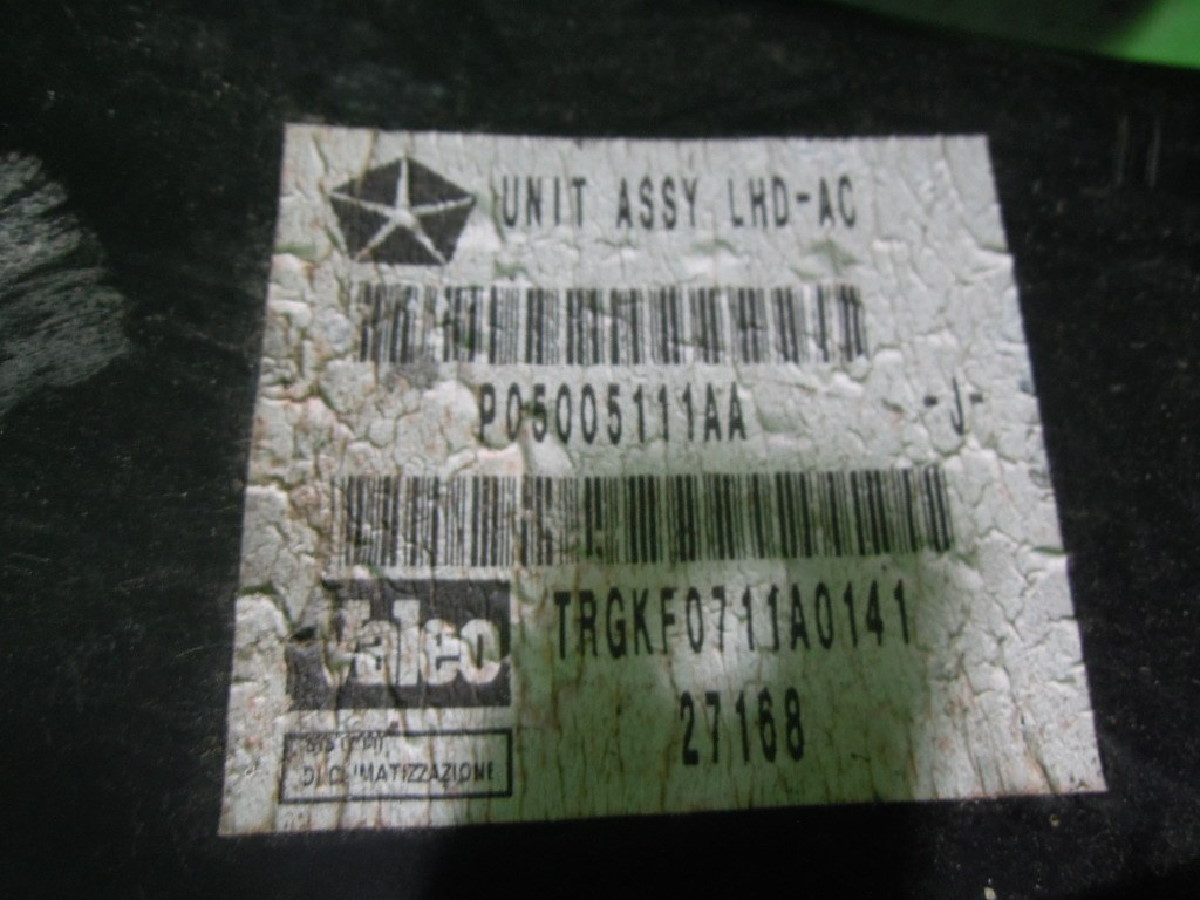 UNIT ASSY LHD-AC
P05005111AA -J-
Valeo
TRGKF0711A0141
27168
DI CLIMATIZZAZIONE